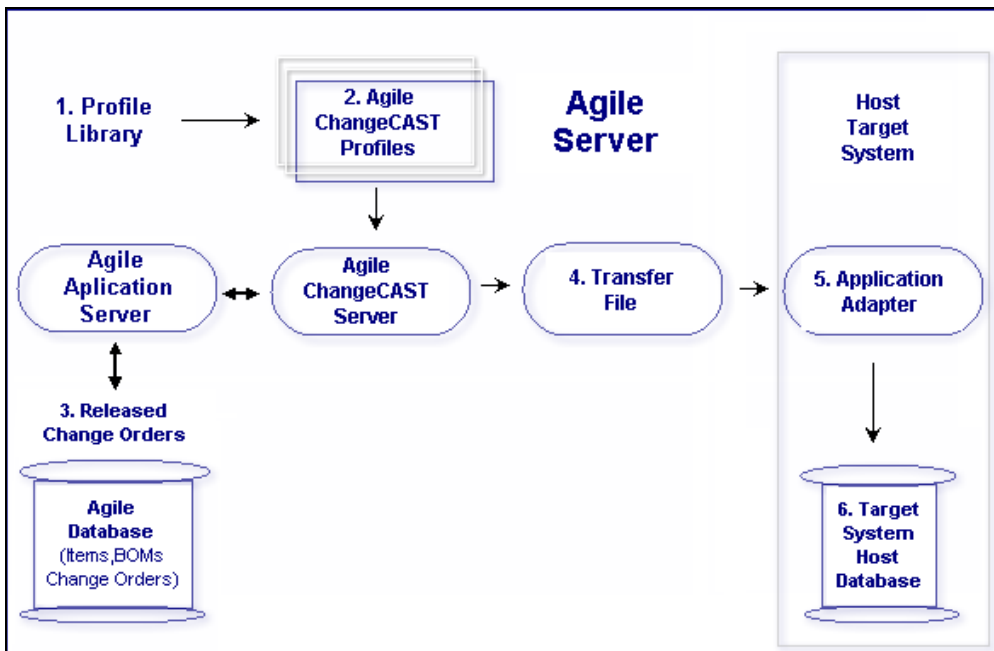 1. Profile
Library
2. Agile
ChangeCAST
Profiles
Agile
Server
Host
Target
System
Agile
Aplication
Server
Agile
ChangeCAST
Server
4. Transfer
File
5. Application
Adapter
3. Released
Change Orders
Agile
Database
(Items,BOMs
Change Orders)
6. Target
System
Host
Database